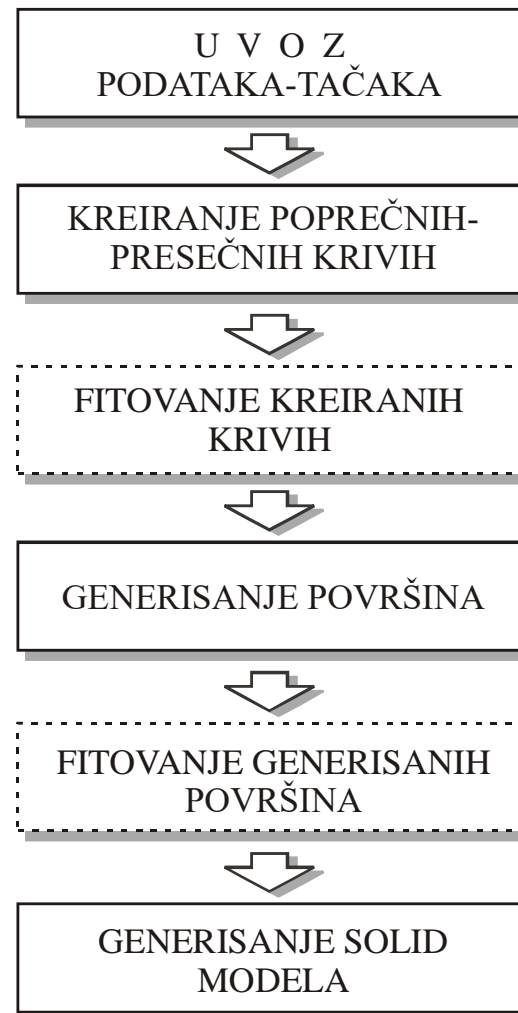 U V O Z
PODATAKA-TAČAKA
KREIRANJE POPREČNIH-
PRESEČNIH KRIVIH
FITOVANJE KREIRANIH
KRIVIH
GENERISANJE POVRŠINA
FITOVANJE GENERISANIH
POVRŠINA
GENERISANJE SOLID
MODELA